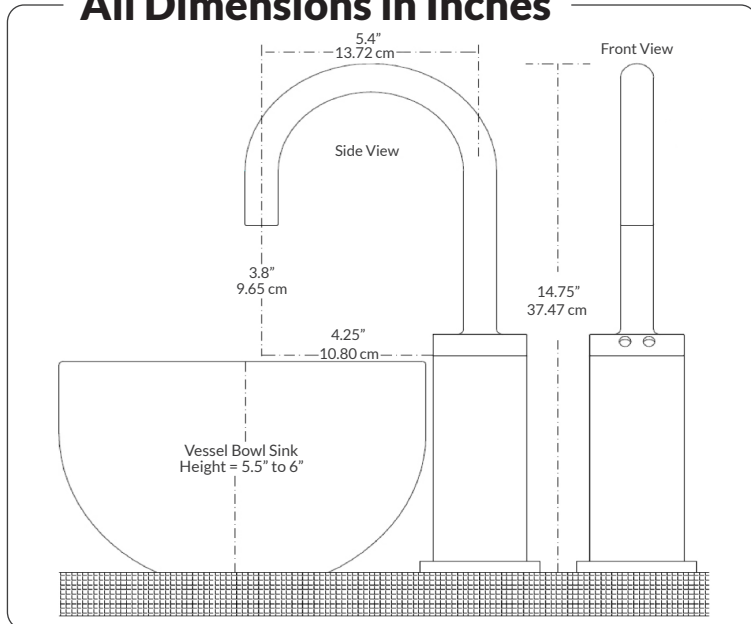 All Dimensions in Inches
5.4”
13.72 cm
Front View
Side View
3.8”
9.65 cm
14.75”
37.47 cm
4.25”
10.80 cm
Vessel Bowl Sink
Height = 5.5” to 6”